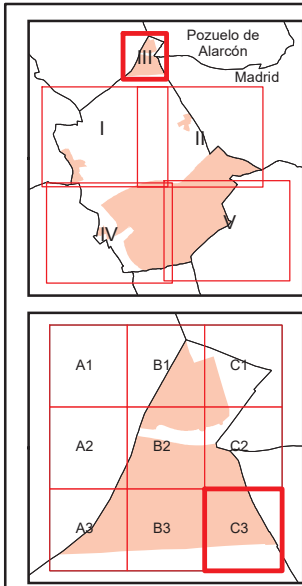 Pozuelo de
Alarcón
III
Madrid
I
II
IV
V
A1
B1
C1
A2
B2
C2
A3
B3
C3